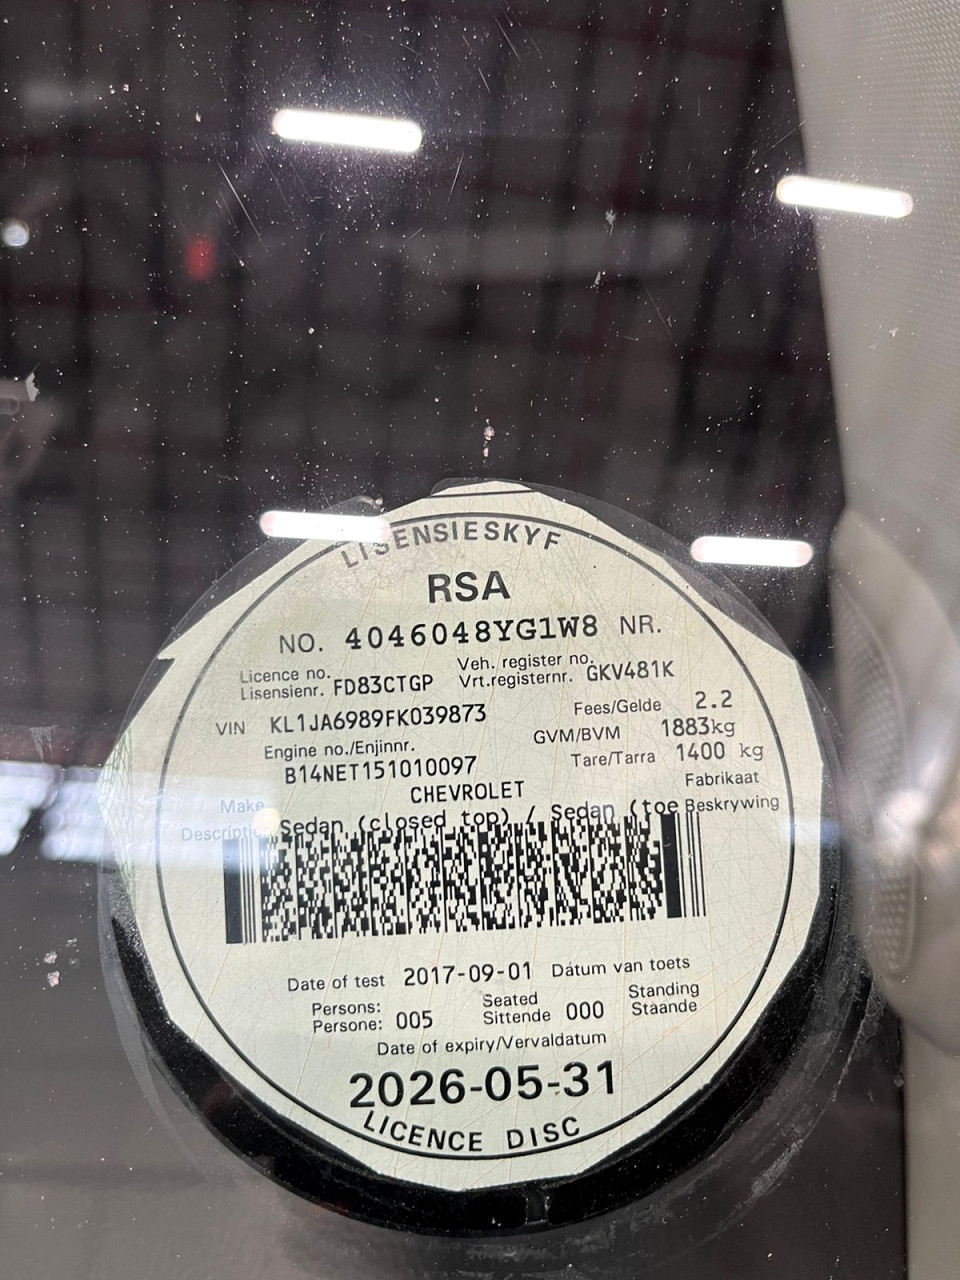 LISENSIESKYF
RSA
NO. 4046048YG1W8 NR.
Licence no. Veh. register no.
Lisensienr. FD83CTGP Vrt.registernr. GKV481K
VIN KL1JA6989FK039873 Fees/Gelde 2.2
Engine no./Enjinnr. GVM/BVM 1883kg
B14NET151010097 Tare/Tarra 1400 kg
Make CHEVROLET Fabrikaat
Descriptio Sedan (closed top) / Sedan (toe Beskrywing
Date of test 2017-09-01 Datum van toets
Persons: Seated Standing
Persone: 005 Sittende 000 Staande
Date of expiry/Vervaldatum
2026-05-31
LICENCE DISC